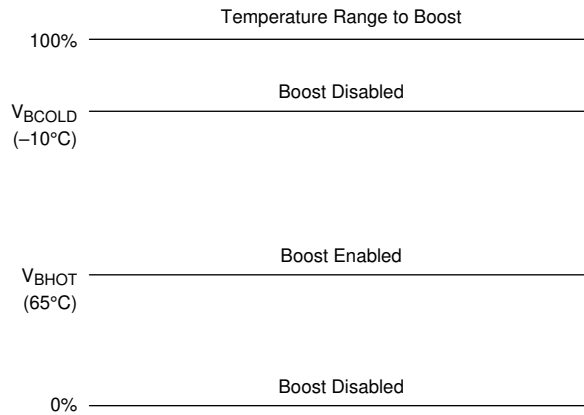 Temperature Range to Boost
100%
Boost Disabled
VBCOLD
(–10°C)
Boost Enabled
VBHOT
(65°C)
Boost Disabled
0%